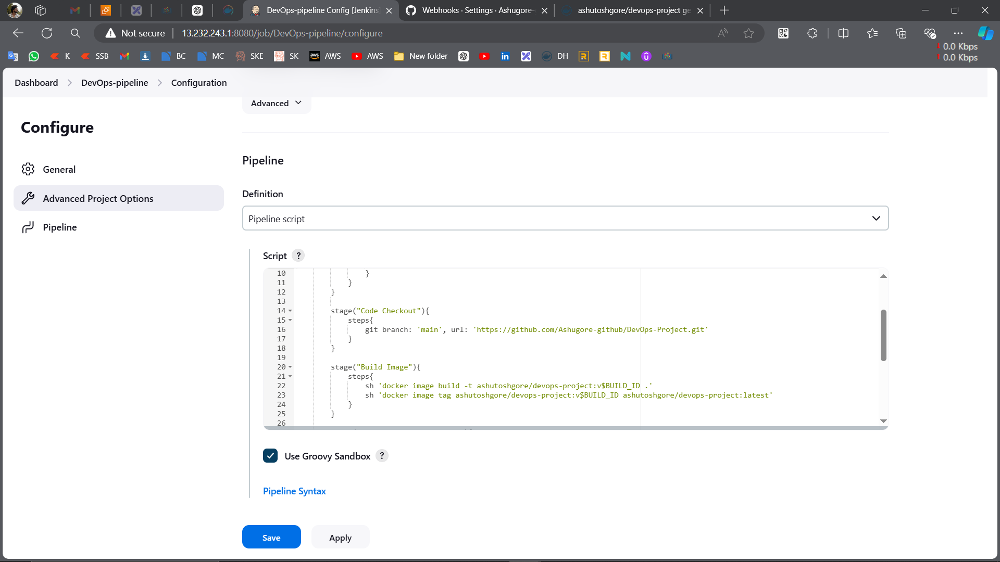 DevOps-pipeline Config [Jenkins]
Webhooks · Settings · Ashugore-
ashutoshgore/devops-project ge
Not secure
13.232.243.1:8080/job/DevOps-pipeline/configure
K
SSB
BC
MC
SKE
SK
AWS
AWS
New folder
DH
0.0 Kbps
0.0 Kbps
Dashboard
DevOps-pipeline
Configuration
Advanced
Configure
General
Advanced Project Options
Pipeline
Pipeline
Definition
Pipeline script
Script ?
10 }
11 }
12 }
13
14 stage("Code Checkout"){
15 steps{
16 git branch: 'main', url: 'https://github.com/Ashugore-github/DevOps-Project.git'
17 }
18 }
19
20 stage("Build Image"){
21 steps{
22 sh 'docker image build -t ashutoshgore/devops-project:v$BUILD_ID .'
23 sh 'docker image tag ashutoshgore/devops-project:v$BUILD_ID ashutoshgore/devops-project:latest'
24 }
25 }
26
Use Groovy Sandbox ?
Pipeline Syntax
Save
Apply